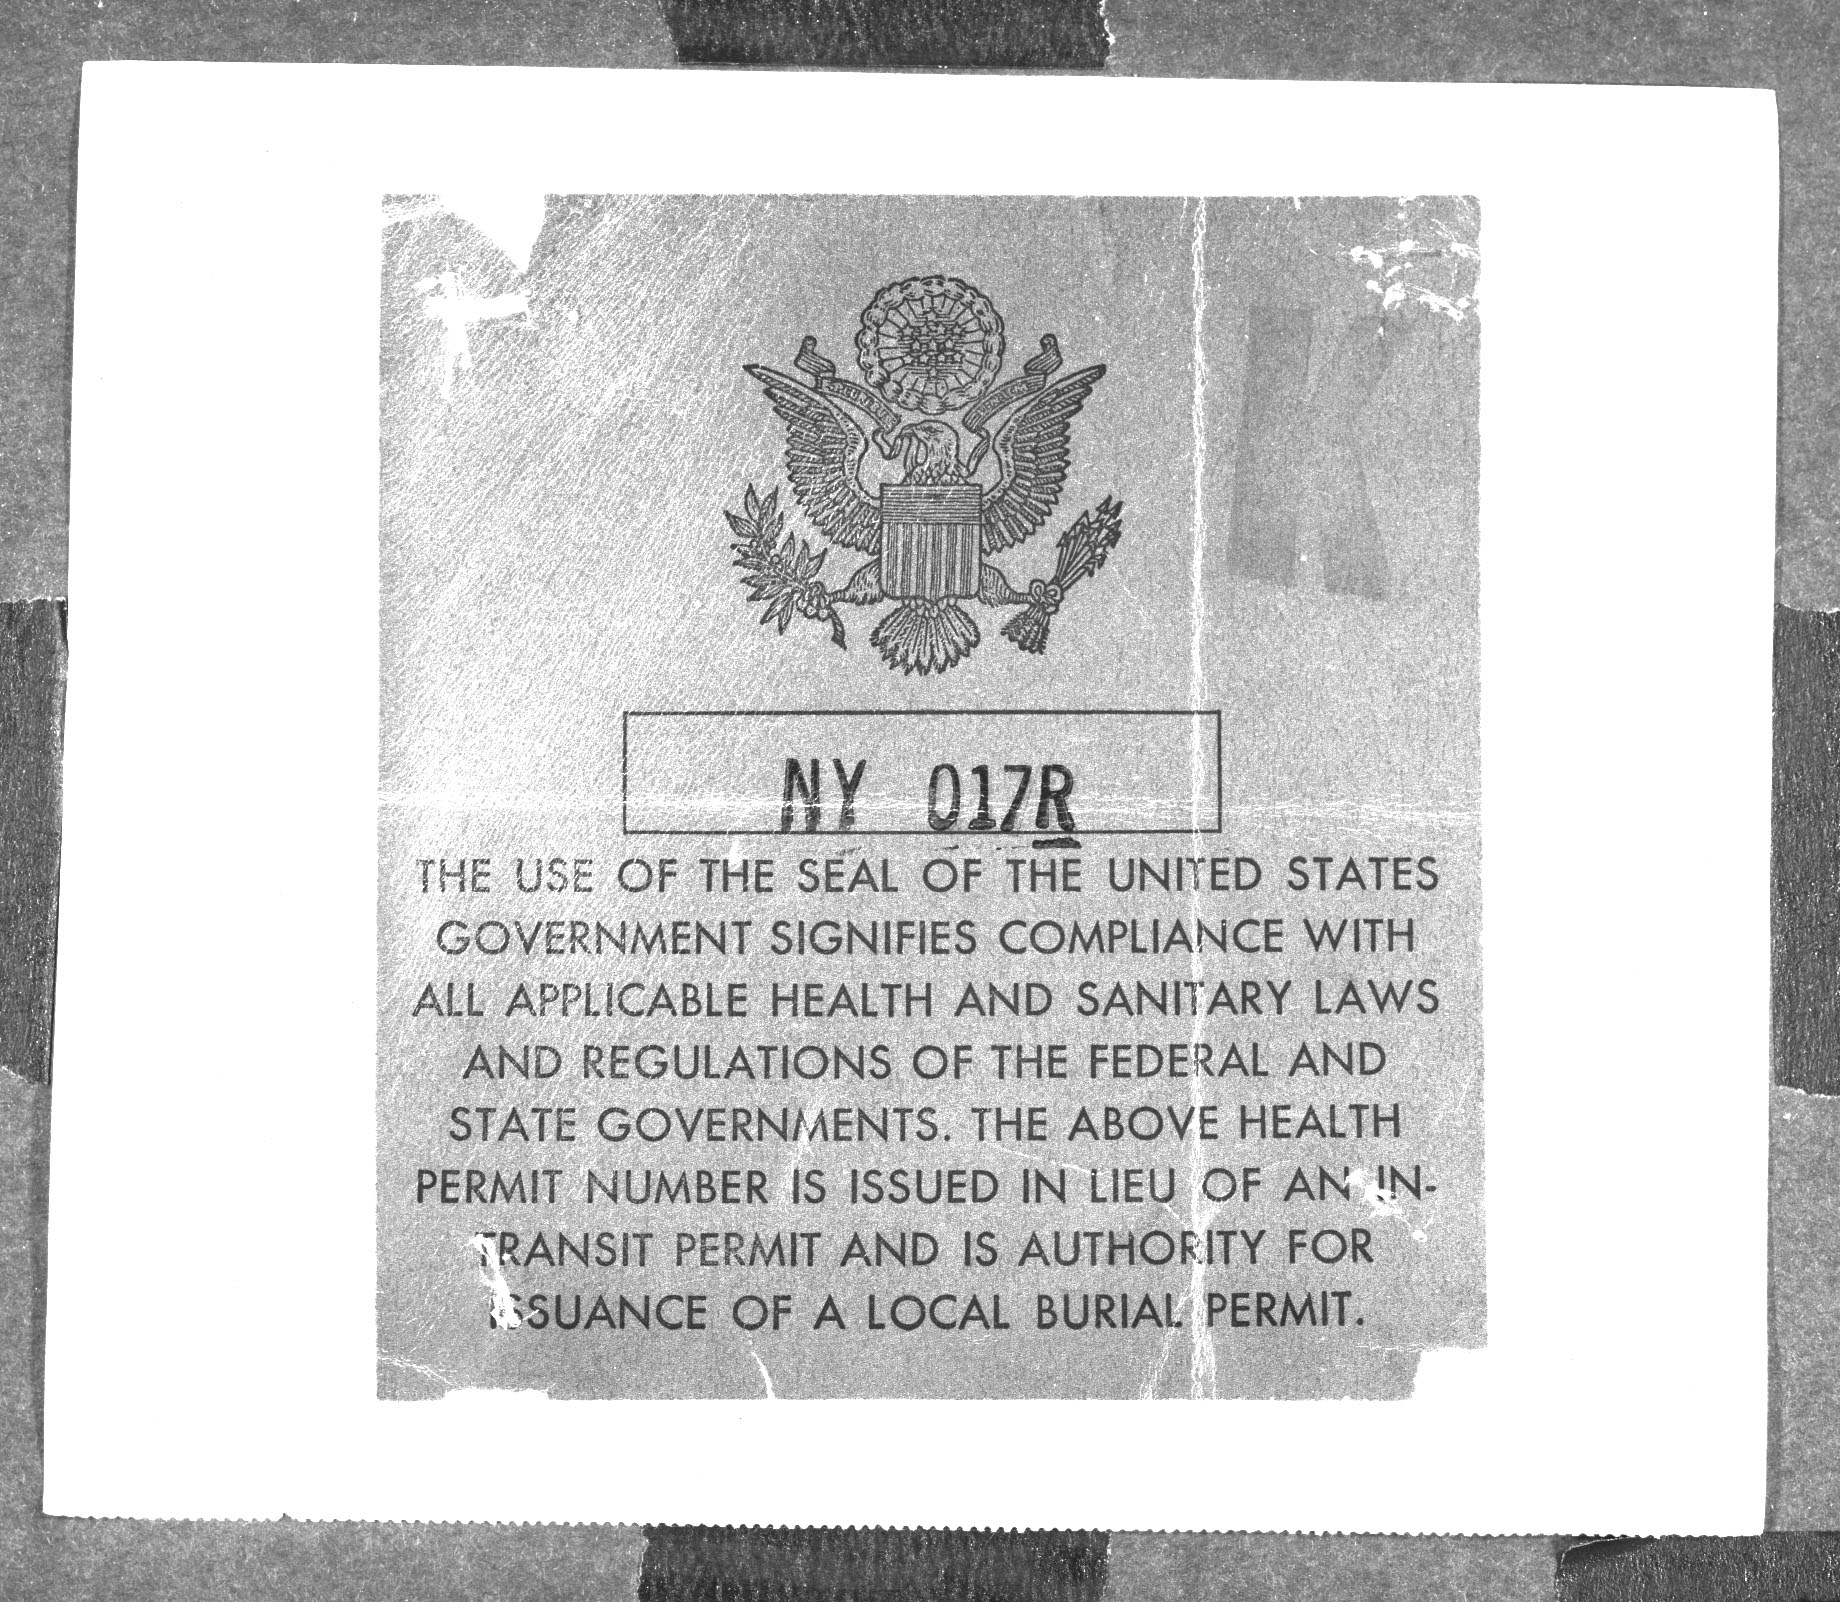 NY 017R
THE USE OF THE SEAL OF THE UNITED STATES
GOVERNMENT SIGNIFIES COMPLIANCE WITH
ALL APPLICABLE HEALTH AND SANITARY LAWS
AND REGULATIONS OF THE FEDERAL AND
STATE GOVERNMENTS. THE ABOVE HEALTH
PERMIT NUMBER IS ISSUED IN LIEU OF AN IN-
TRANSIT PERMIT AND IS AUTHORITY FOR
ISSUANCE OF A LOCAL BURIAL PERMIT.